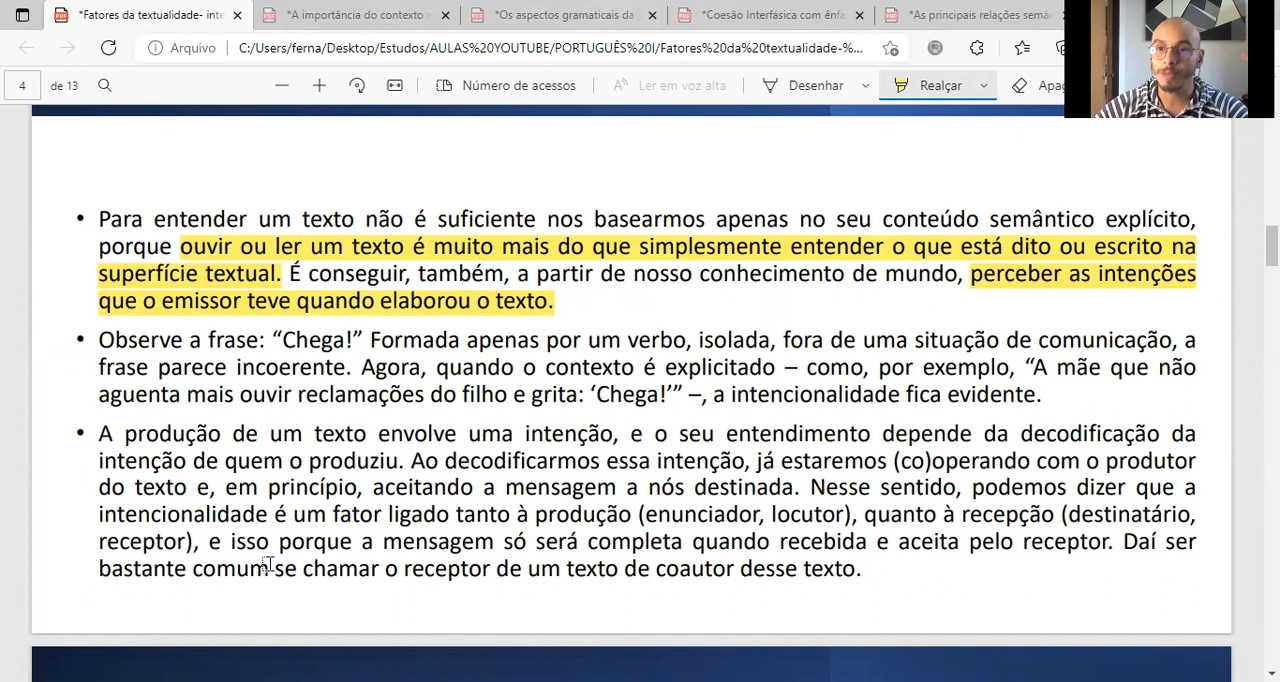 *Fatores da textualidade- inte
*A importância do contexto n
*Os aspectos gramaticais da
*Coesão Interfásica com ênfa
*As principais relações semâ
Arquivo
C:/Users/ferna/Desktop/Estudos/AULAS%20YOUTUBE/PORTUGUÊS%20I/Fatores%20da%20textualidade-%...
4
de 13
Número de acessos
Ler em voz alta
Desenhar
Realçar
Apag
• Para entender um texto não é suficiente nos basearmos apenas no seu conteúdo semântico explícito,
porque ouvir ou ler um texto é muito mais do que simplesmente entender o que está dito ou escrito na
superfície textual. É conseguir, também, a partir de nosso conhecimento de mundo, perceber as intenções
que o emissor teve quando elaborou o texto.
• Observe a frase: “Chega!” Formada apenas por um verbo, isolada, fora de uma situação de comunicação, a
frase parece incoerente. Agora, quando o contexto é explicitado – como, por exemplo, “A mãe que não
aguenta mais ouvir reclamações do filho e grita: ‘Chega!’” –, a intencionalidade fica evidente.
• A produção de um texto envolve uma intenção, e o seu entendimento depende da decodificação da
intenção de quem o produziu. Ao decodificarmos essa intenção, já estaremos (co)operando com o produtor
do texto e, em princípio, aceitando a mensagem a nós destinada. Nesse sentido, podemos dizer que a
intencionalidade é um fator ligado tanto à produção (enunciador, locutor), quanto à recepção (destinatário,
receptor), e isso porque a mensagem só será completa quando recebida e aceita pelo receptor. Daí ser
bastante comum se chamar o receptor de um texto de coautor desse texto.